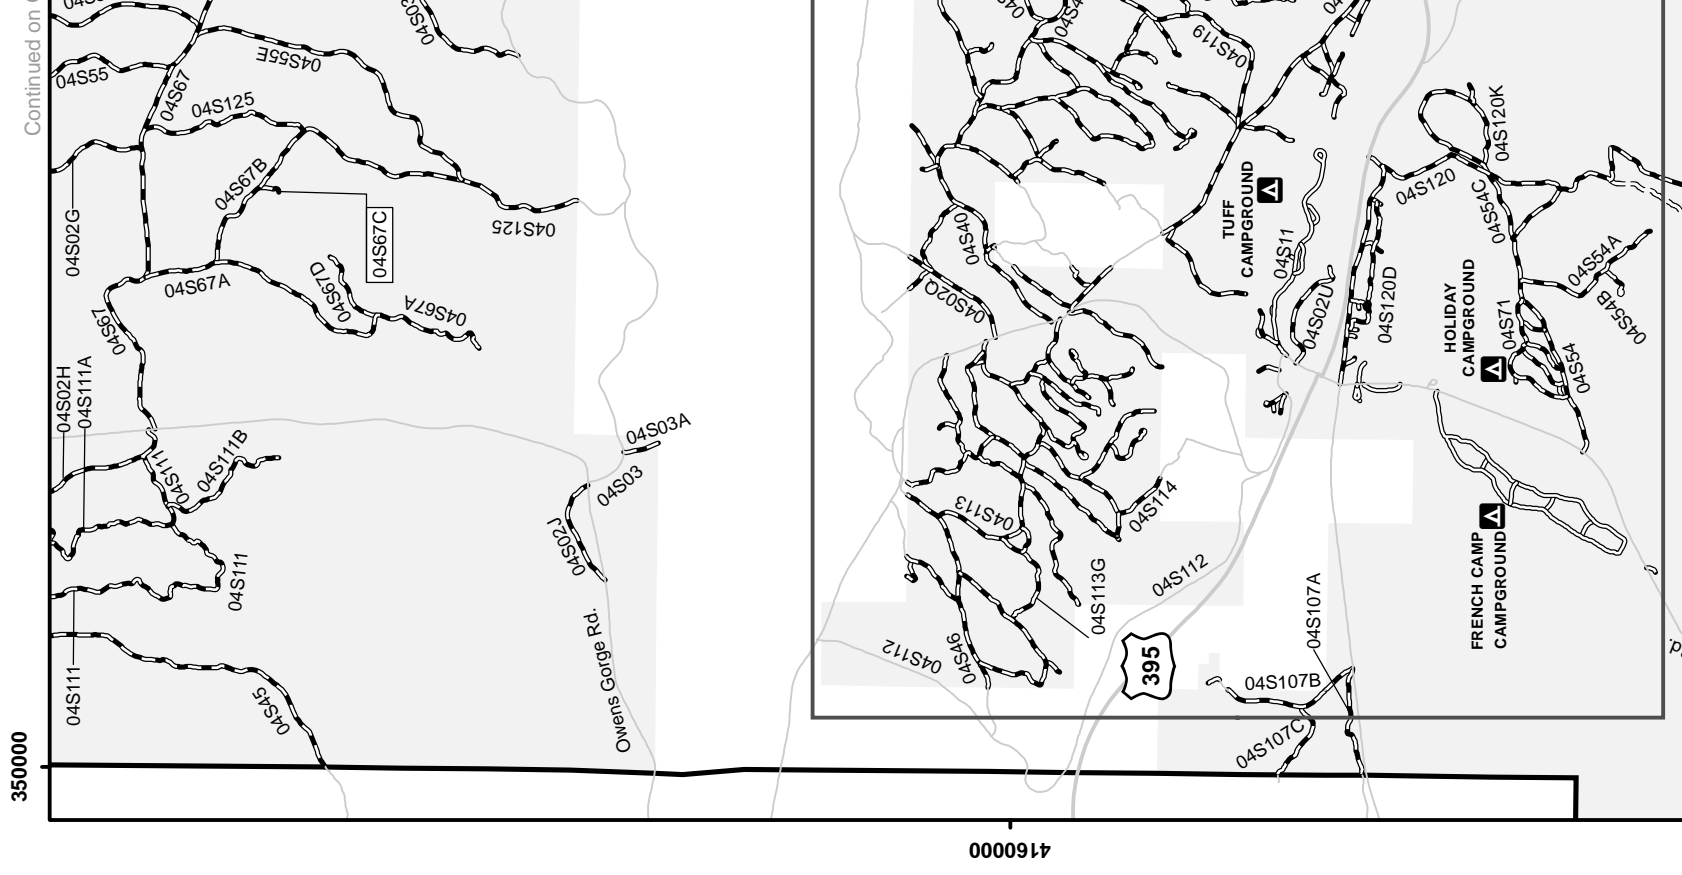 Continued on
04S55
04S67
04S55E
04S125
04S03
04S02G
04S67B
04S67C
04S125
04S67A
04S67D
04S67A
04S67
04S02H
04S111A
04S111
04S111B
04S03A
04S03
04S02J
04S111
04S111
04S45
Owens Gorge Rd.
350000
04S119
TUFF
CAMPGROUND
04S40
04S02Q
04S11
04S02U
04S120K
04S120
04S54C
04S120D
HOLIDAY
CAMPGROUND
04S71
04S54A
04S54B
04S54
04S113
04S114
04S113G
04S112
04S112
04S46
395
04S107A
04S107B
04S107C
FRENCH CAMP
CAMPGROUND
4160000